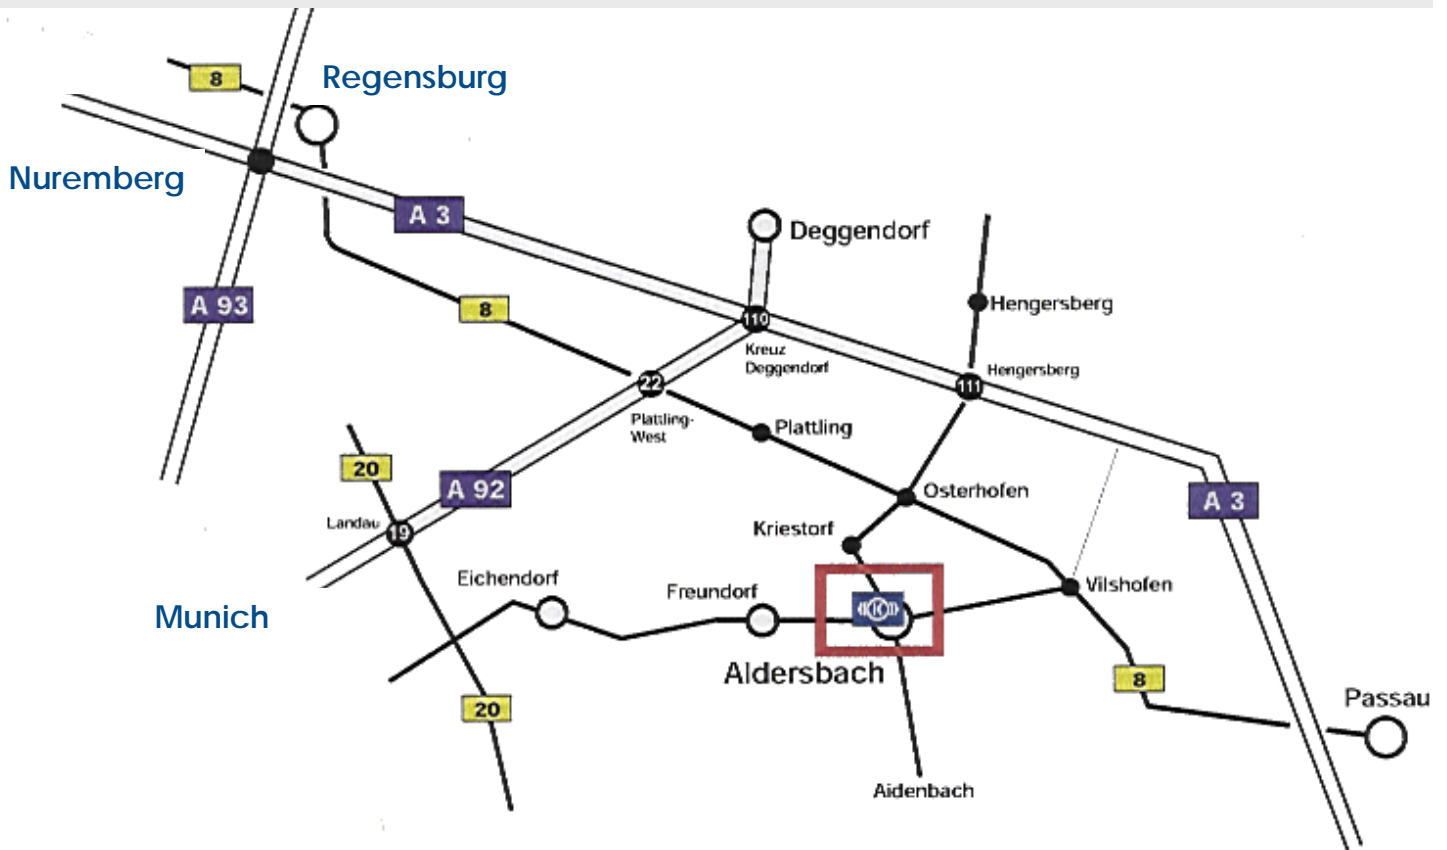 8
Regensburg
Nuremberg
A 3
Deggendorf
A 93
8
Hengersberg
110
Kreuz
Deggendorf
Hengersberg
111
22
Plattling-
West
Plattling
20
A 92
Osterhofen
A 3
Landau
19
Kriestorf
Eichendorf
Freundorf
Vilshofen
Munich
Aldersbach
8
20
Passau
Aidenbach